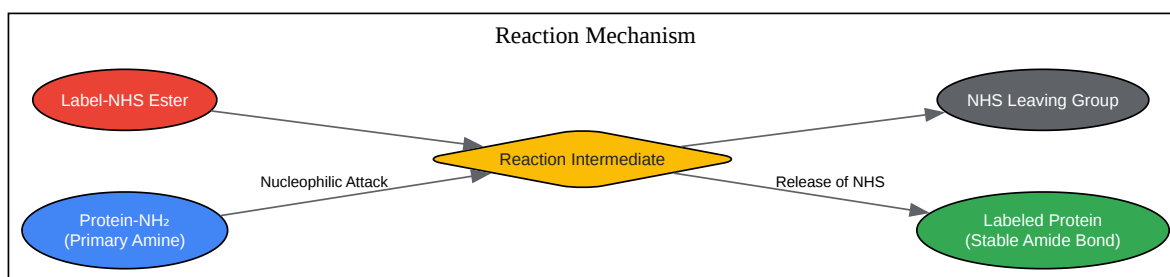 Reaction Mechanism
Label-NHS Ester
NHS Leaving Group
Reaction Intermediate
Nucleophilic Attack
Release of NHS
Protein-NH₂
(Primary Amine)
Labeled Protein
(Stable Amide Bond)